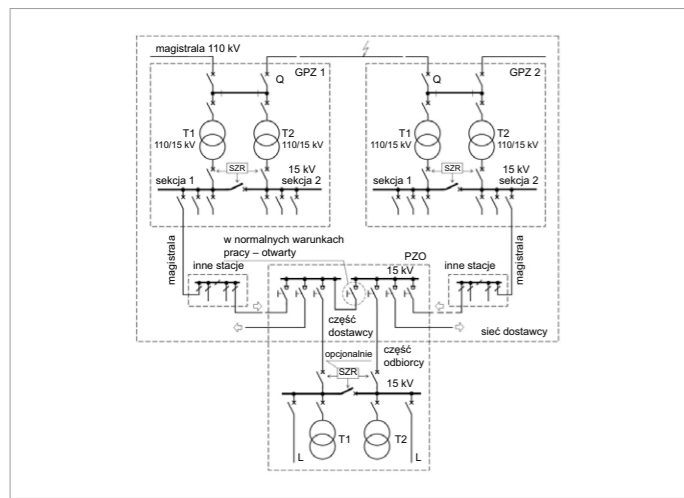 magistrala 110 kV
Q
GPZ 1
T1
110/15 kV
T2
110/15 kV
SZR
15 kV
sekcja 1
sekcja 2
Q
GPZ 2
T1
110/15 kV
T2
110/15 kV
SZR
15 kV
sekcja 1
sekcja 2
magistrala
w normalnych warunkach
pracy – otwarty
PZO
15 kV
magistrala
inne stacje
inne stacje
część
dostawcy
sieć dostawcy
część
odbiorcy
opcjonalnie
SZR
15 kV
T1
T2
L
L